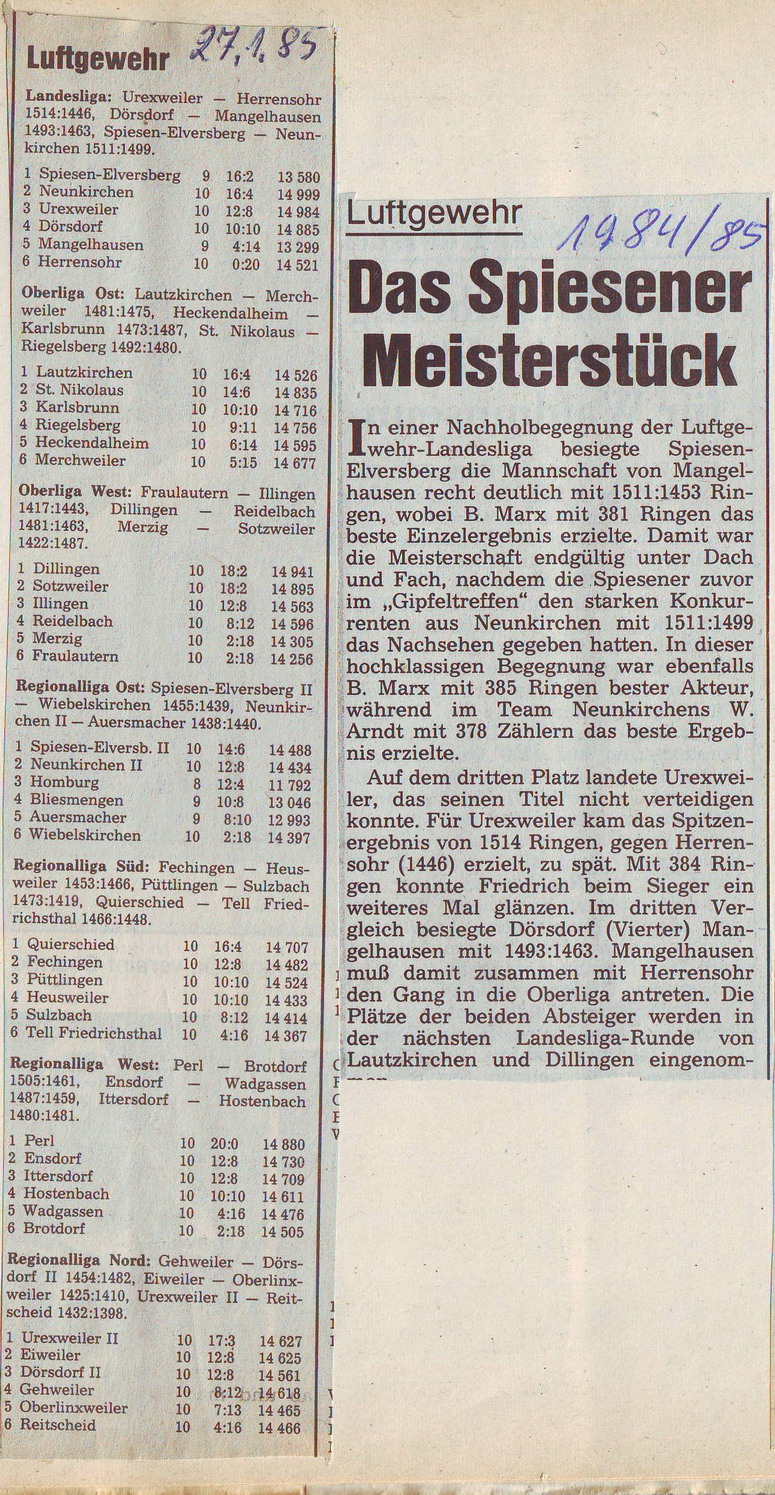 Luftgewehr 27.1.85
Landesliga: Urexweiler — Herrensohr
1514:1446, Dörsdorf — Mangelhausen
1493:1463, Spiesen-Elversberg — Neun-
kirchen 1511:1499.
1 Spiesen-Elversberg 9 16:2 13 580
2 Neunkirchen 10 16:4 14 999
3 Urexweiler 10 12:8 14 984
4 Dörsdorf 10 10:10 14 885
5 Mangelhausen 9 4:14 13 299
6 Herrensohr 10 0:20 14 521
Oberliga Ost: Lautzkirchen — Merch-
weiler 1481:1475, Heckendalheim —
Karlsbrunn 1473:1487, St. Nikolaus —
Riegelsberg 1492:1480.
1 Lautzkirchen 10 16:4 14 526
2 St. Nikolaus 10 14:6 14 835
3 Karlsbrunn 10 10:10 14 716
4 Riegelsberg 10 9:11 14 756
5 Heckendalheim 10 6:14 14 595
6 Merchweiler 10 5:15 14 677
Oberliga West: Fraulautern — Illingen
1417:1443, Dillingen — Reidelbach
1481:1463, Merzig — Sotzweiler
1422:1487.
1 Dillingen 10 18:2 14 941
2 Sotzweiler 10 18:2 14 895
3 Illingen 10 12:8 14 563
4 Reidelbach 10 8:12 14 596
5 Merzig 10 2:18 14 305
6 Fraulautern 10 2:18 14 256
Regionalliga Ost: Spiesen-Elversberg II
— Wiebelskirchen 1455:1439, Neunkir-
chen II — Auersmacher 1438:1440.
1 Spiesen-Elversb. II 10 14:6 14 488
2 Neunkirchen II 10 12:8 14 434
3 Homburg 8 12:4 11 792
4 Bliesmengen 9 10:8 13 046
5 Auersmacher 9 8:10 12 993
6 Wiebelskirchen 10 2:18 14 397
Regionalliga Süd: Fechingen — Heus-
weiler 1453:1466, Püttlingen — Sulzbach
1473:1419, Quierschied — Tell Fried-
richsthal 1466:1448.
1 Quierschied 10 16:4 14 707
2 Fechingen 10 12:8 14 482
3 Püttlingen 10 10:10 14 524
4 Heusweiler 10 10:10 14 433
5 Sulzbach 10 8:12 14 414
6 Tell Friedrichsthal 10 4:16 14 367
Regionalliga West: Perl — Brotdorf
1505:1461, Ensdorf — Wadgassen
1487:1459, Ittersdorf — Hostenbach
1480:1481.
1 Perl 10 20:0 14 880
2 Ensdorf 10 12:8 14 730
3 Ittersdorf 10 12:8 14 709
4 Hostenbach 10 10:10 14 611
5 Wadgassen 10 4:16 14 476
6 Brotdorf 10 2:18 14 505
Regionalliga Nord: Gehweiler — Dörs-
dorf II 1454:1482, Eiweiler — Oberlinx-
weiler 1425:1410, Urexweiler II — Reit-
scheid 1432:1398.
1 Urexweiler II 10 17:3 14 627
2 Eiweiler 10 12:8 14 625
3 Dörsdorf II 10 12:8 14 561
4 Gehweiler 10 8:12 14 618
5 Oberlinxweiler 10 7:13 14 465
6 Reitscheid 10 4:16 14 466
Luftgewehr
1984/85
Das Spiesener
Meisterstück
In einer Nachholbegegnung der Luftge-
wehr-Landesliga besiegte Spiesen-
Elversberg die Mannschaft von Mangel-
hausen recht deutlich mit 1511:1453 Rin-
gen, wobei B. Marx mit 381 Ringen das
beste Einzelergebnis erzielte. Damit war
die Meisterschaft endgültig unter Dach
und Fach, nachdem die Spiesener zuvor
im „Gipfeltreffen“ den starken Konkur-
renten aus Neunkirchen mit 1511:1499
das Nachsehen gegeben hatten. In dieser
hochklassigen Begegnung war ebenfalls
B. Marx mit 385 Ringen bester Akteur,
während im Team Neunkirchens W.
Arndt mit 378 Zählern das beste Ergeb-
nis erzielte.
Auf dem dritten Platz landete Urexwei-
ler, das seinen Titel nicht verteidigen
konnte. Für Urexweiler kam das Spitzen-
ergebnis von 1514 Ringen, gegen Herren-
sohr (1446) erzielt, zu spät. Mit 384 Rin-
gen konnte Friedrich beim Sieger ein
weiteres Mal glänzen. Im dritten Ver-
gleich besiegte Dörsdorf (Vierter) Man-
gelhausen mit 1493:1463. Mangelhausen
muß damit zusammen mit Herrensohr
den Gang in die Oberliga antreten. Die
Plätze der beiden Absteiger werden in
der nächsten Landesliga-Runde von
Lautzkirchen und Dillingen eingenom-